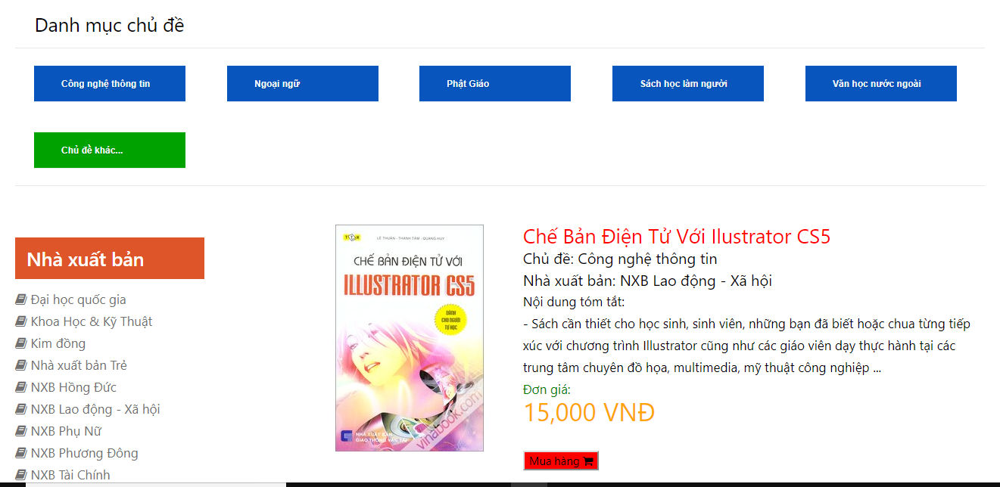 Danh mục chủ đề
Công nghệ thông tin
Ngoại ngữ
Phật Giáo
Sách học làm người
Văn học nước ngoài
Chủ đề khác...
Nhà xuất bản
Đại học quốc gia
Khoa Học & Kỹ Thuật
Kim đồng
Nhà xuất bản Trẻ
NXB Hồng Đức
NXB Lao động - Xã hội
NXB Phụ Nữ
NXB Phương Đông
NXB Tài Chính
LÊ THUẬN - THANH TÂM - QUANG HUY
CHẾ BẢN ĐIỆN TỬ VỚI
ILLUSTRATOR CS5
DÀNH
CHO NGƯỜI
TỰ HỌC
NHÀ XUẤT BẢN
GIAO THÔNG VẬN TẢI
vinabook.com
Chế Bản Điện Tử Với Ilustrator CS5
Chủ đề: Công nghệ thông tin
Nhà xuất bản: NXB Lao động - Xã hội
Nội dung tóm tắt:
- Sách cần thiết cho học sinh, sinh viên, những bạn đã biết hoặc chua từng tiếp
xúc với chương trình Illustrator cũng như các giáo viên dạy thực hành tại các
trung tâm chuyên đồ họa, multimedia, mỹ thuật công nghiệp ...
Đơn giá:
15,000 VNĐ
Mua hàng